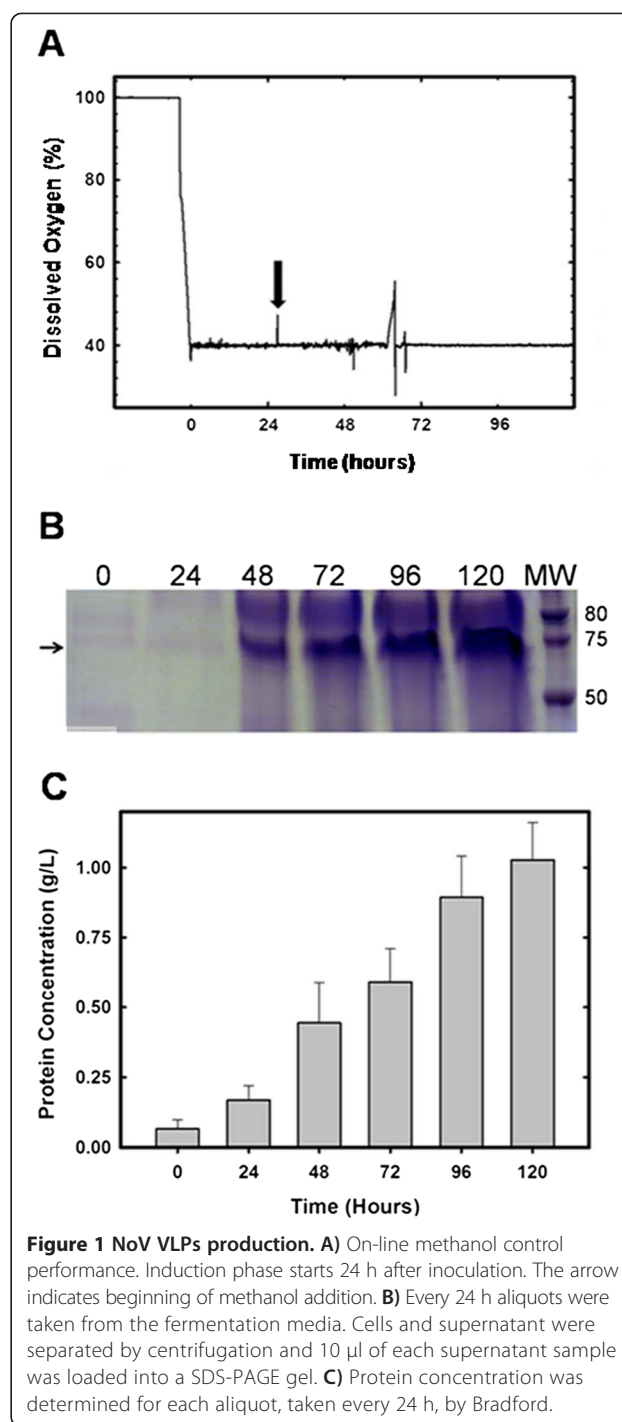 A
100
80
60
40
Dissolved Oxygen (%)
0 24 48 72 96
Time (hours)
B
0 24 48 72 96 120 MW
80
75
50
C
1.00
0.75
0.50
0.25
0.00
Protein Concentration (g/L)
0 24 48 72 96 120
Time (Hours)
Figure 1 NoV VLPs production. A) On-line methanol control
performance. Induction phase starts 24 h after inoculation. The arrow
indicates beginning of methanol addition. B) Every 24 h aliquots were
taken from the fermentation media. Cells and supernatant were
separated by centrifugation and 10 μl of each supernatant sample
was loaded into a SDS-PAGE gel. C) Protein concentration was
determined for each aliquot, taken every 24 h, by Bradford.